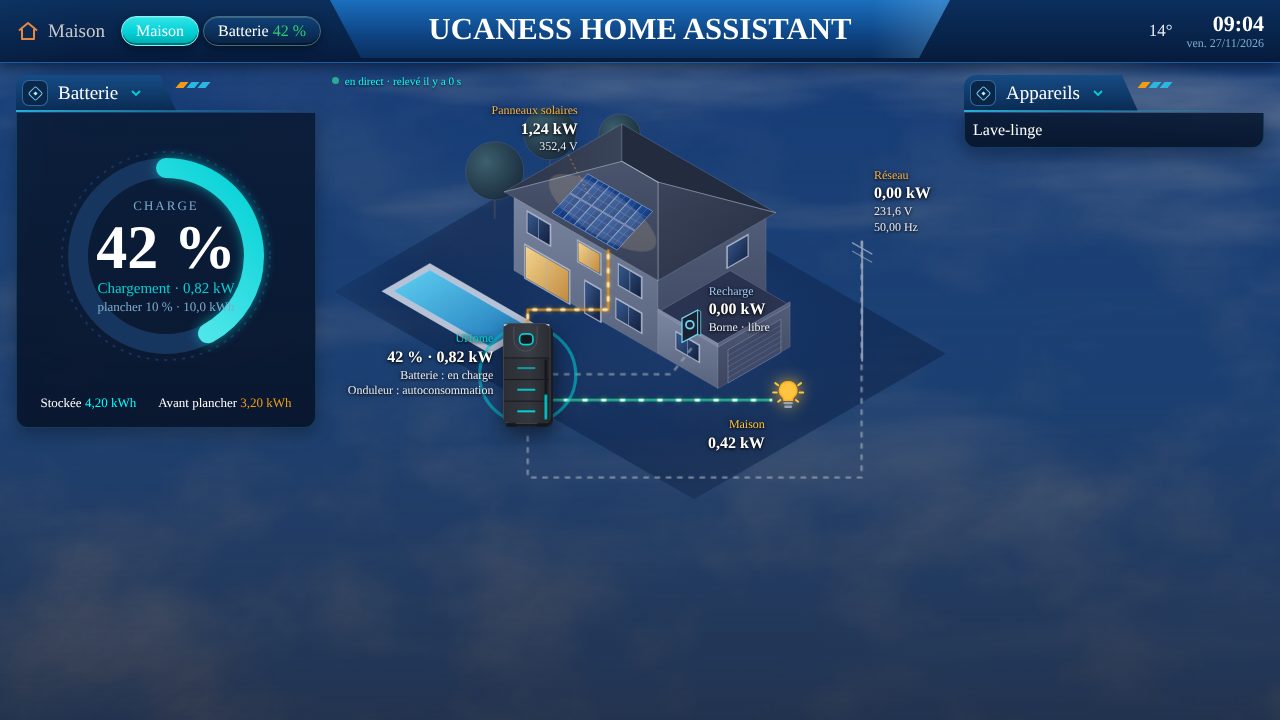 Maison
Maison
Batterie 42 %
UCANESS HOME ASSISTANT
14°
09:04
ven. 27/11/2026
Batterie
en direct · relevé il y a 0 s
Appareils
Lave-linge
CHARGE
42 %
Chargement · 0,82 kW
plancher 10 % · 10,0 kWh
Stockée 4,20 kWh
Avant plancher 3,20 kWh
Panneaux solaires
1,24 kW
352,4 V
Réseau
0,00 kW
231,6 V
50,00 Hz
Recharge
0,00 kW
Borne · libre
42 % · 0,82 kW
Batterie : en charge
Onduleur : autoconsommation
Maison
0,42 kW